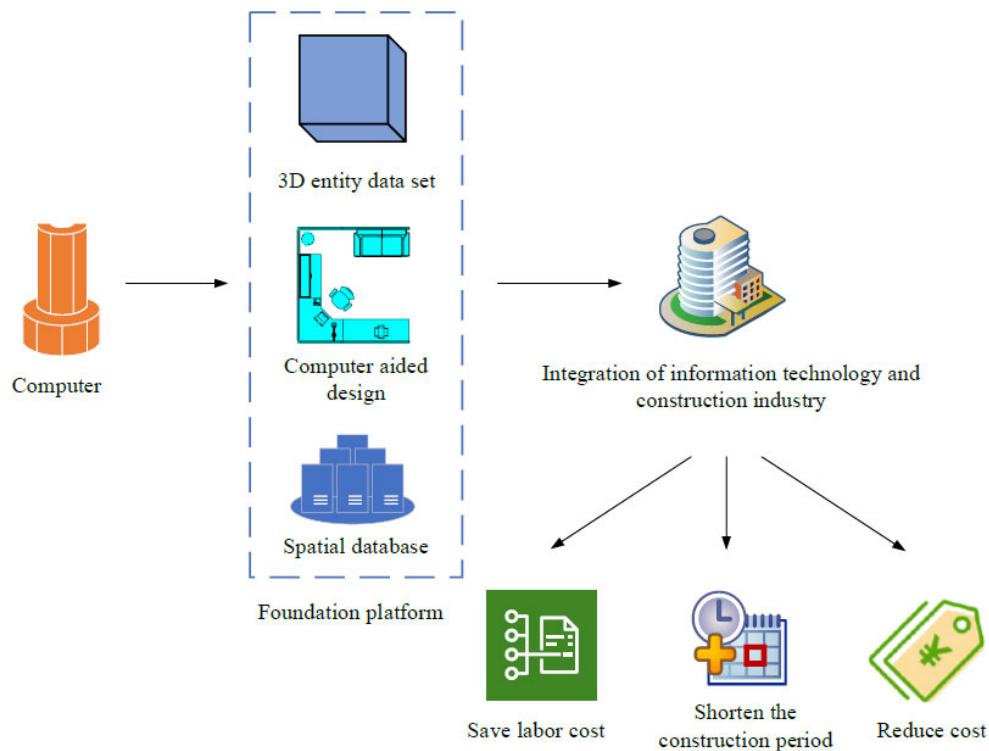 3D entity data set
Computer
Computer aided
design
Spatial database
Foundation platform
Integration of information technology and
construction industry
Save labor cost
Shorten the
construction period
Reduce cost